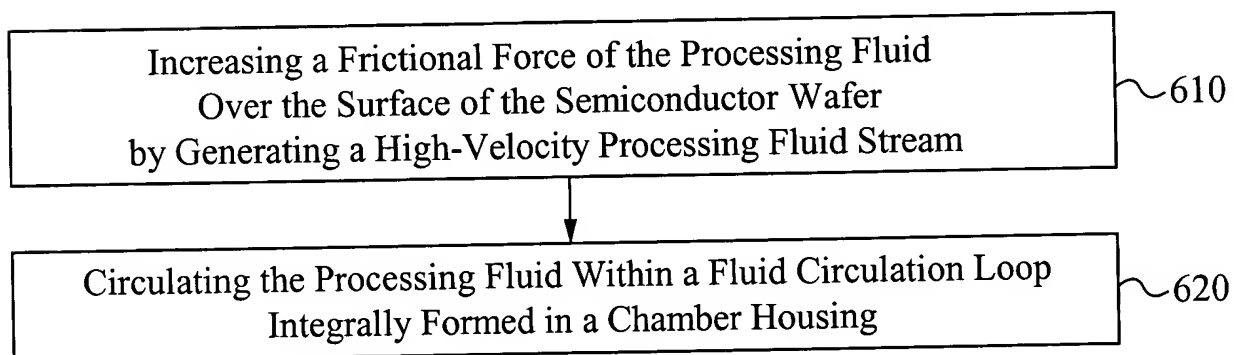 Increasing a Frictional Force of the Processing Fluid
Over the Surface of the Semiconductor Wafer
by Generating a High-Velocity Processing Fluid Stream
610
Circulating the Processing Fluid Within a Fluid Circulation Loop
Integrally Formed in a Chamber Housing
620